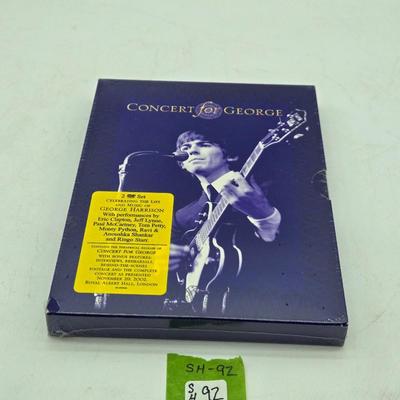 CONCERT for GEORGE
2 DVD Set
CELEBRATING THE LIFE
AND MUSIC OF
GEORGE HARRISON
With performances by
Eric Clapton, Jeff Lynne,
Paul McCartney, Tom Petty,
Monty Python, Ravi &
Anoushka Shankar
and Ringo Starr.
CONTAINS THE THEATRICAL RELEASE OF
CONCERT FOR GEORGE
WITH BONUS FEATURES:
INTERVIEWS, REHEARSALS,
BEHIND-THE-SCENES
FOOTAGE AND THE COMPLETE
CONCERT AS PRESENTED
NOVEMBER 29, 2002,
ROYAL ALBERT HALL, LONDON
SH-92
SH 92